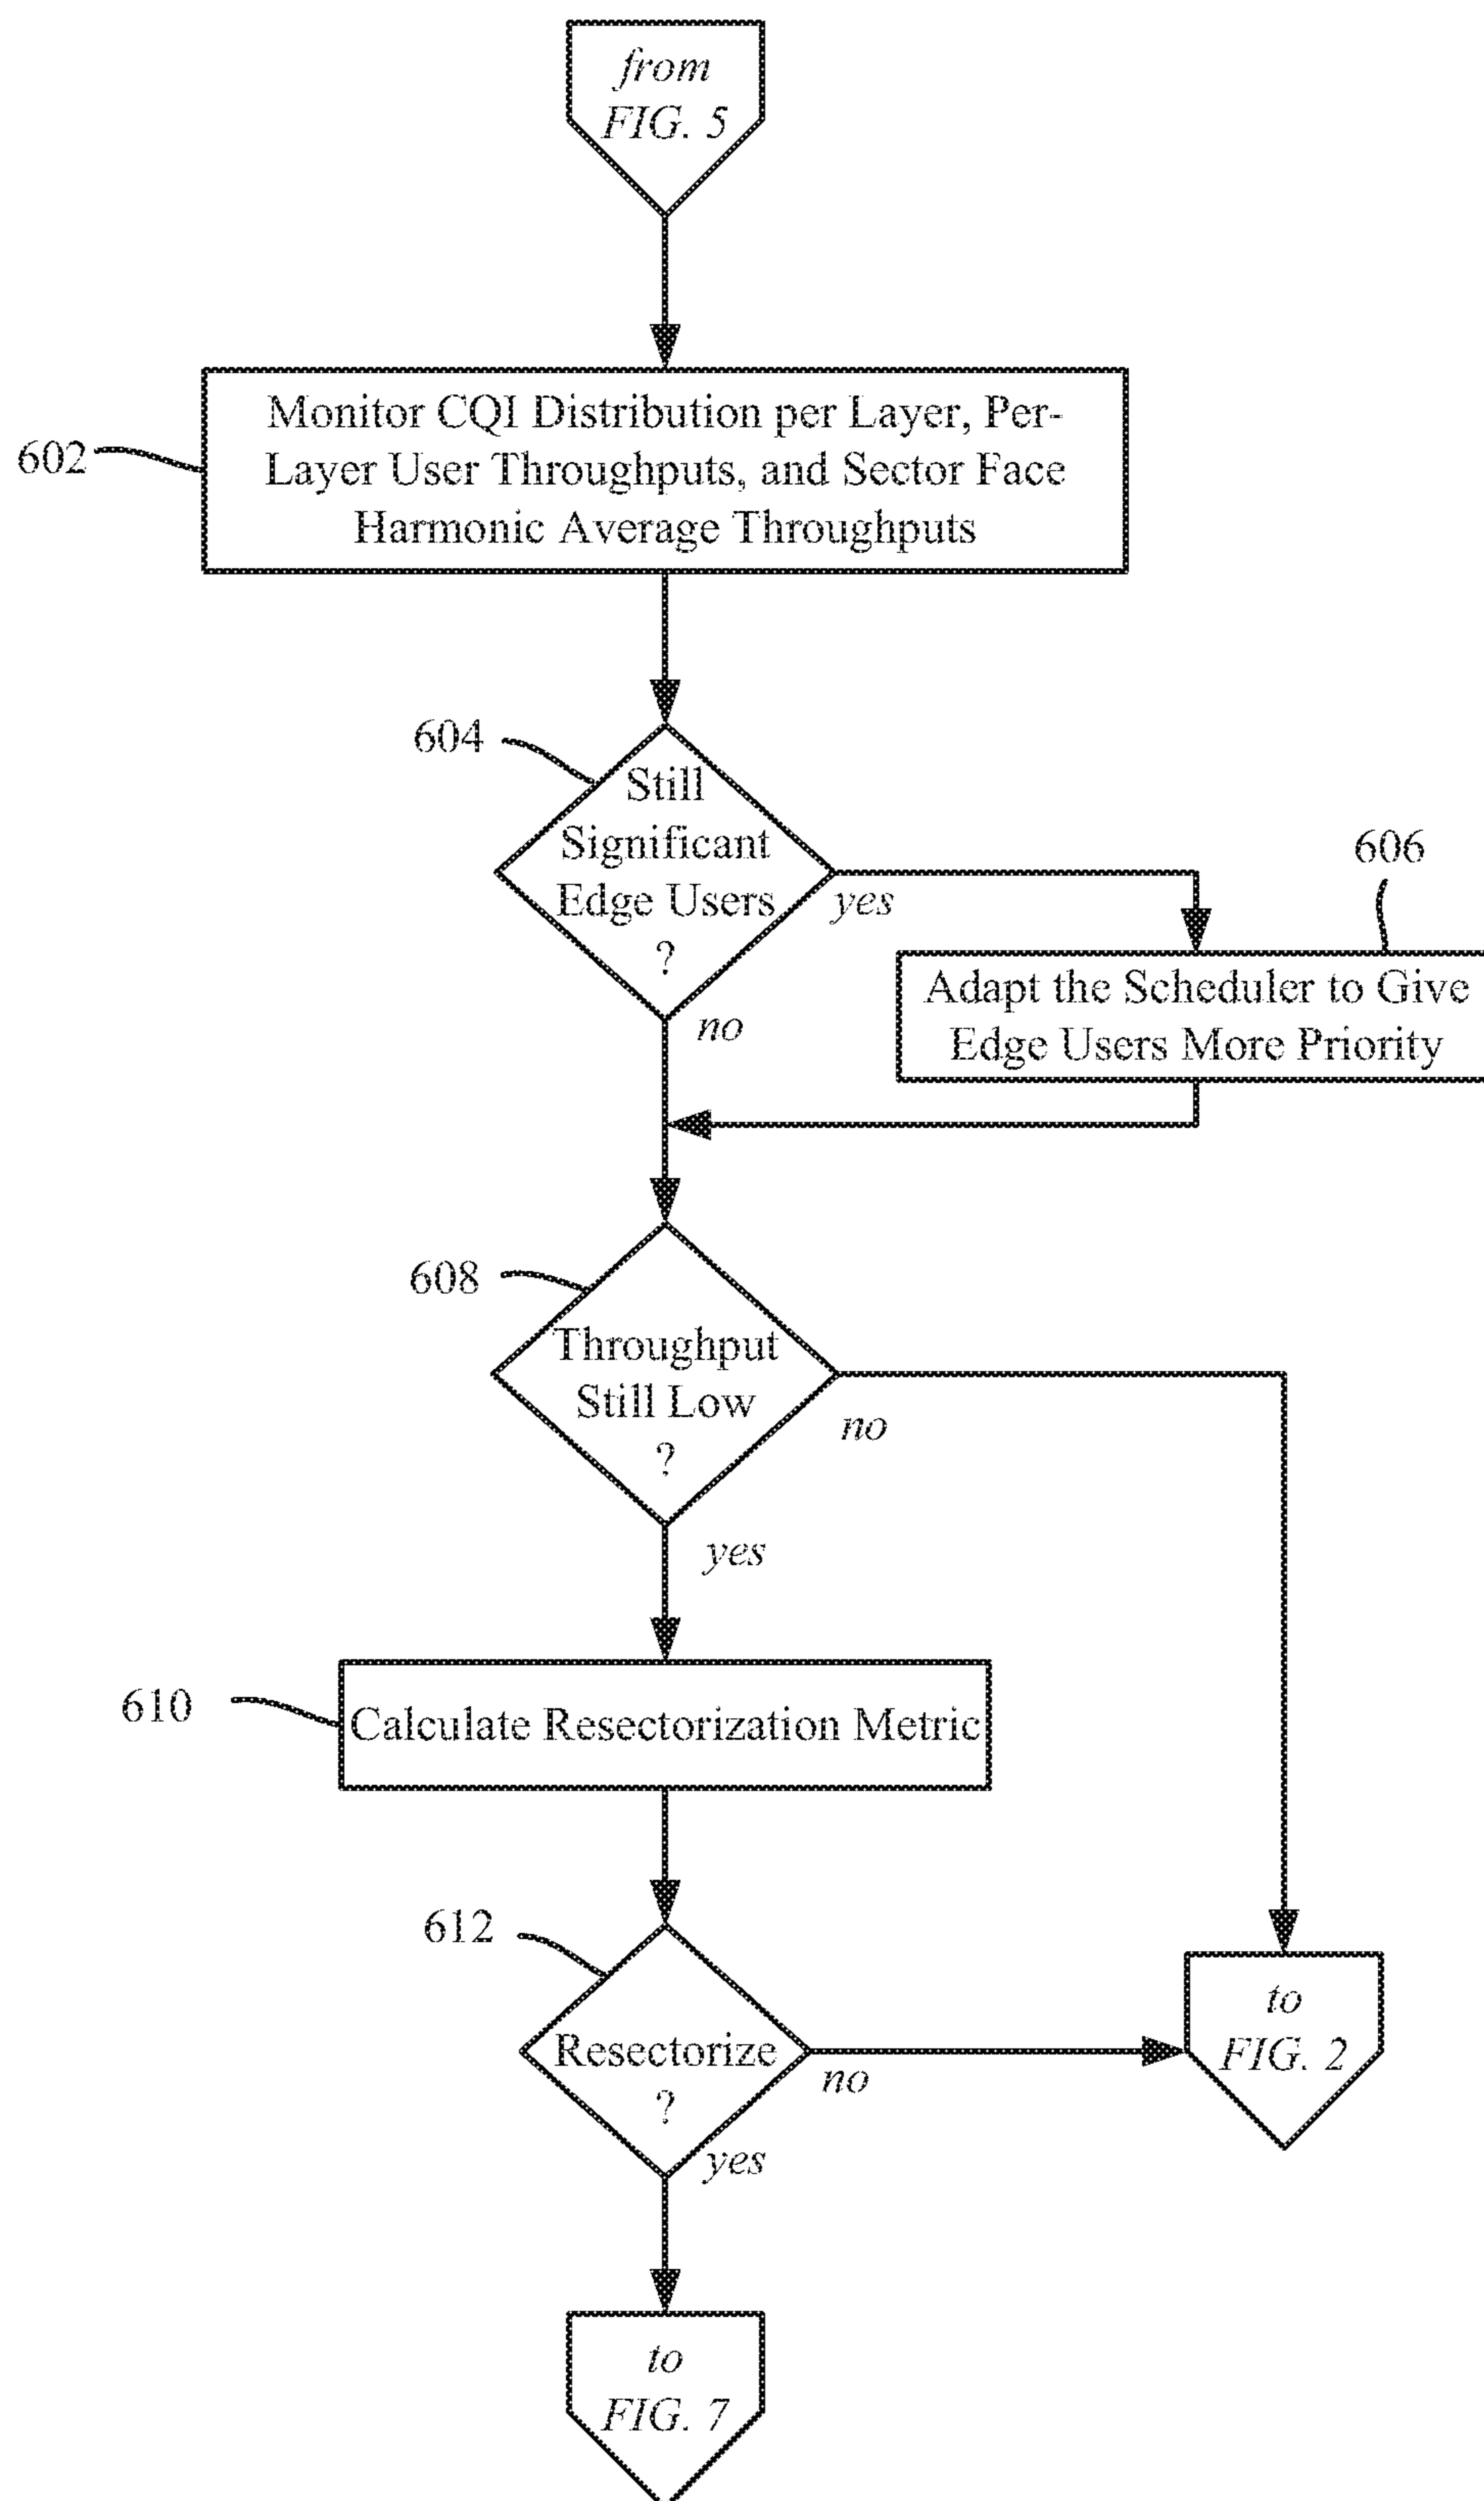 from
FIG. 5
602
Monitor CQI Distribution per Layer, Per-
Layer User Throughputs, and Sector Face
Harmonic Average Throughputs
604
Still
Significant
Edge Users
?
yes
no
606
Adapt the Scheduler to Give
Edge Users More Priority
608
Throughput
Still Low
?
no
yes
610
Calculate Resectorization Metric
612
Resectorize
?
no
yes
to
FIG. 2
to
FIG. 7